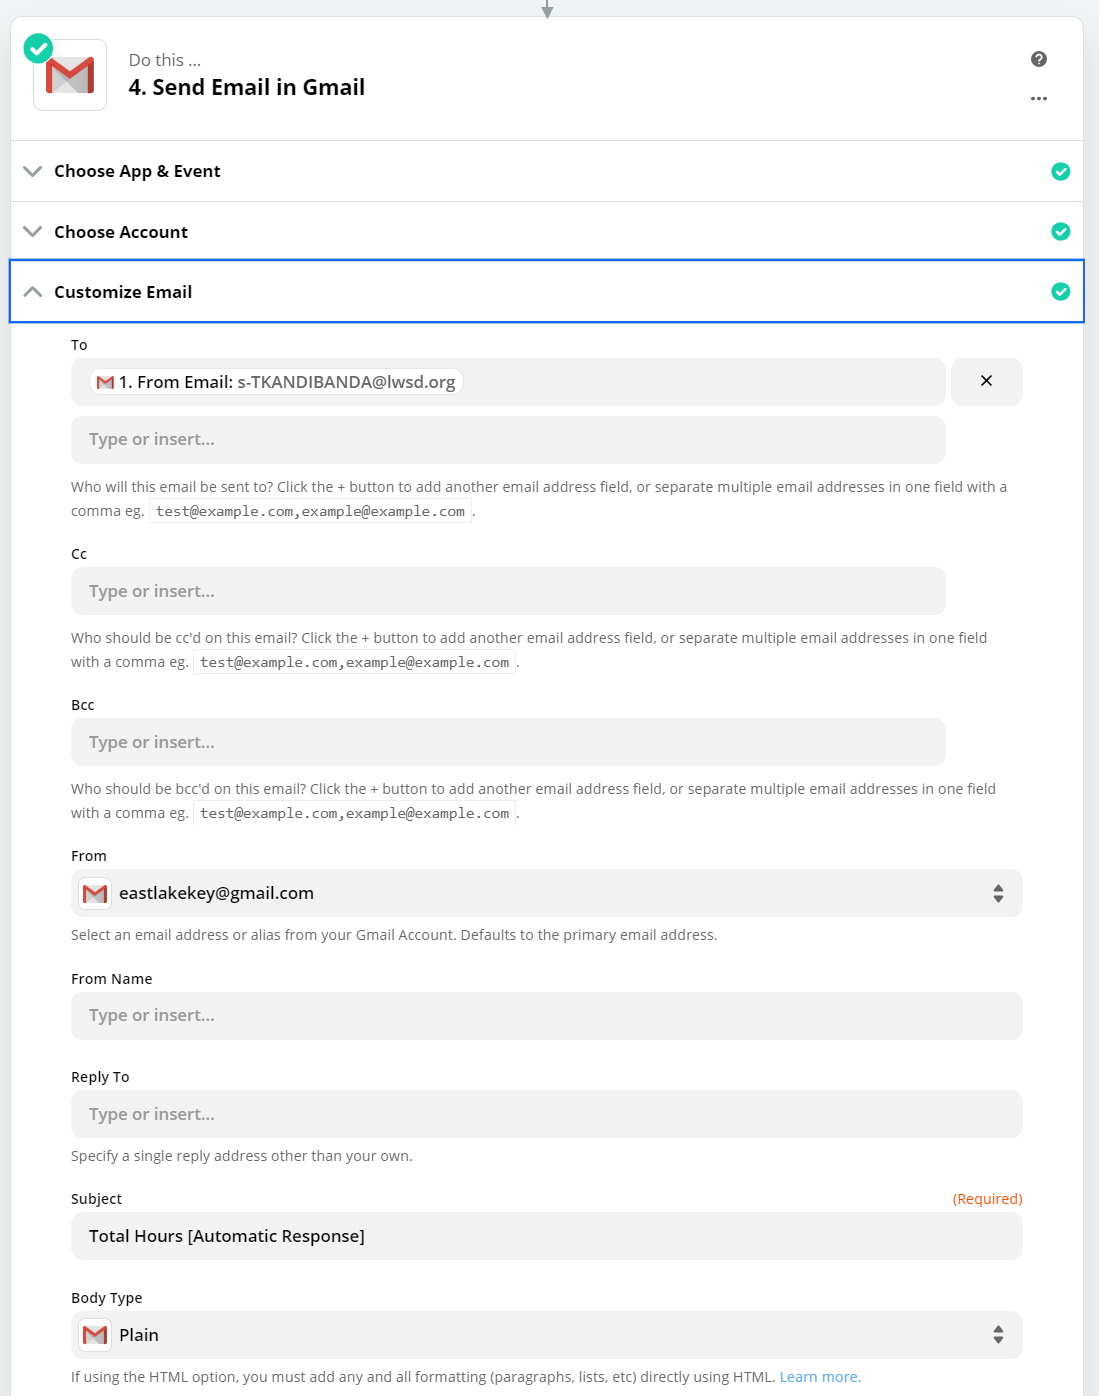 Do this ...
4. Send Email in Gmail
Choose App & Event
Choose Account
Customize Email
To
1. From Email: s-TKANDIBANDA@lwsd.org
Type or insert...
Who will this email be sent to? Click the + button to add another email address field, or separate multiple email addresses in one field with a
comma eg. test@example.com,example@example.com .
Cc
Type or insert...
Who should be cc'd on this email? Click the + button to add another email address field, or separate multiple email addresses in one field
with a comma eg. test@example.com,example@example.com .
Bcc
Type or insert...
Who should be bcc'd on this email? Click the + button to add another email address field, or separate multiple email addresses in one field
with a comma eg. test@example.com,example@example.com .
From
eastlakekey@gmail.com
Select an email address or alias from your Gmail Account. Defaults to the primary email address.
From Name
Type or insert...
Reply To
Type or insert...
Specify a single reply address other than your own.
Subject (Required)
Total Hours [Automatic Response]
Body Type
Plain
If using the HTML option, you must add any and all formatting (paragraphs, lists, etc) directly using HTML. Learn more.